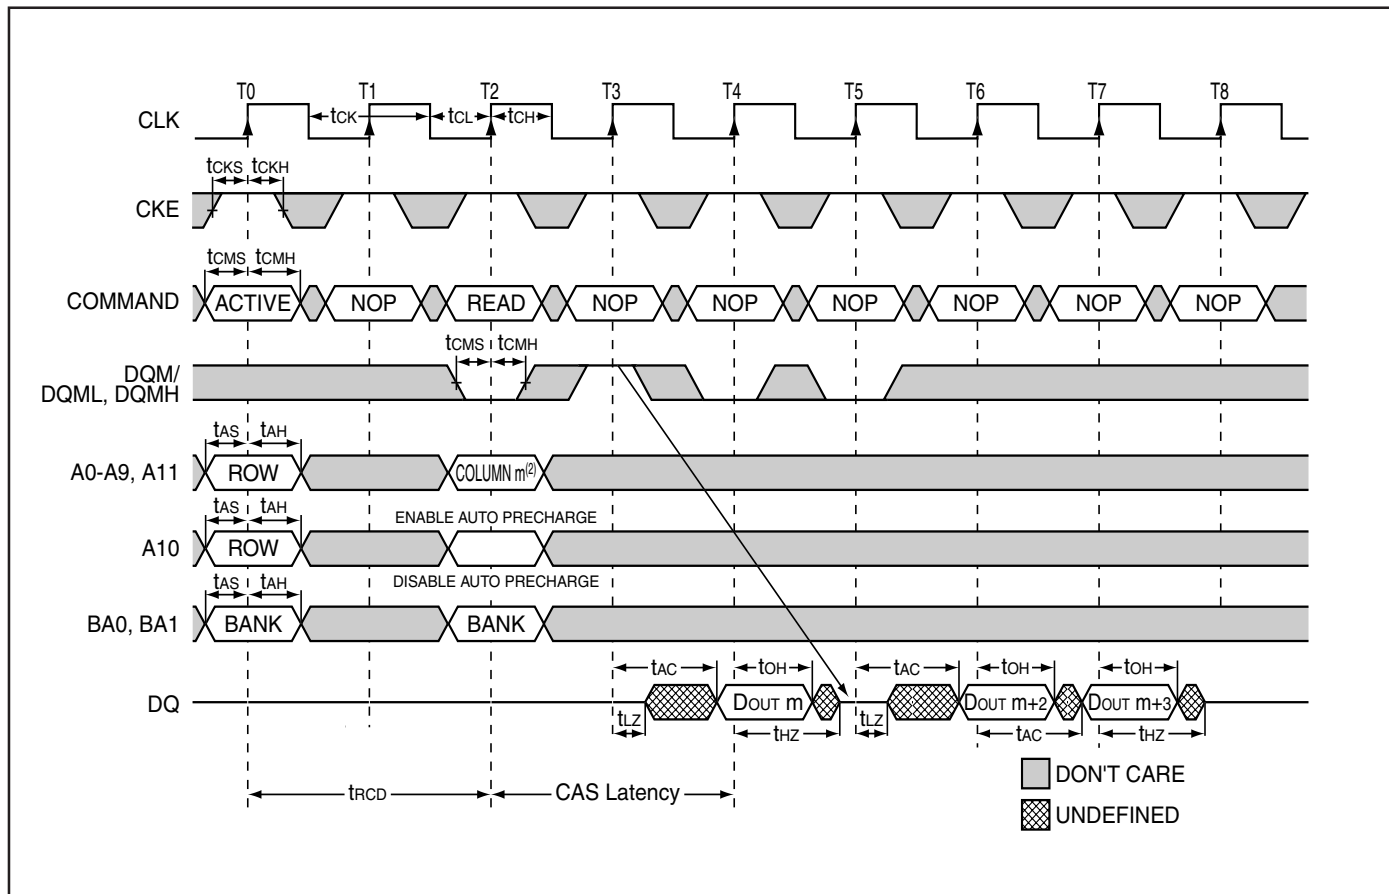 T0 T1 T2 T3 T4 T5 T6 T7 T8
CLK
tCK tCL tCH
tCKS tCKH
CKE
tCMS tCMH
COMMAND ACTIVE NOP READ NOP NOP NOP NOP NOP NOP
tCMS tCMH
DQM/
DQML, DQMH
tAS tAH
A0-A9, A11 ROW COLUMN m(2)
tAS tAH
ENABLE AUTO PRECHARGE
A10 ROW
tAS tAH
DISABLE AUTO PRECHARGE
BA0, BA1 BANK BANK
tAC tOH tAC tOH tOH
DQ DOUT m DOUT m+2 DOUT m+3
tLZ tHZ tLZ tAC tHZ
DON'T CARE
tRCD CAS Latency
UNDEFINED